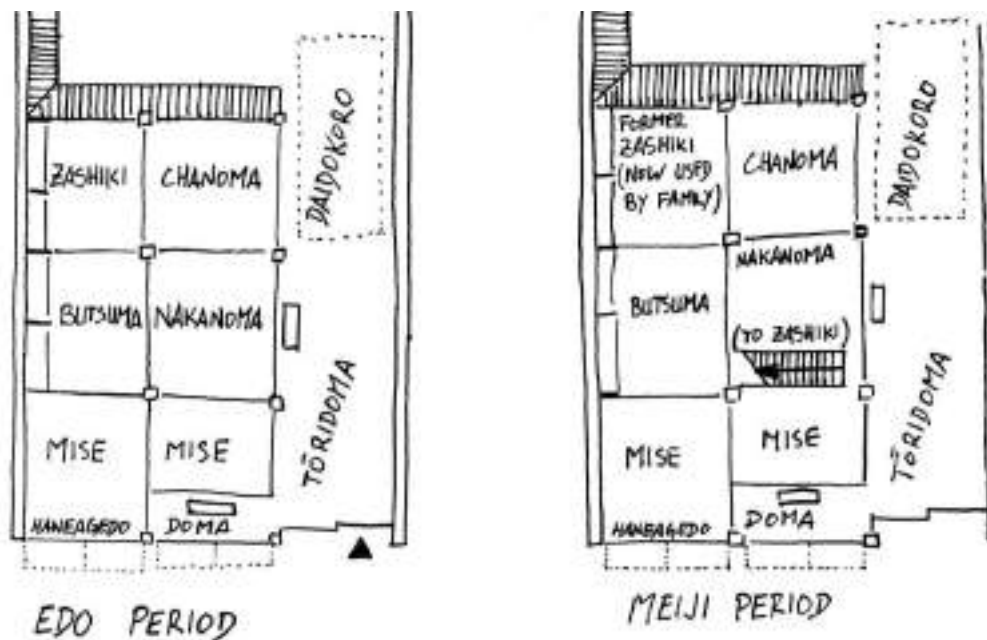 ZASHIKI
CHANOMA
DAIDOKORO
BUTSUMA
NAKANOMA
TŌRIDOMA
MISE
MISE
HANEAGEDO
DOMA
EDO PERIOD
FORMER
ZASHIKI
(NOW USED
BY FAMILY)
CHANOMA
DAIDOKORO
NAKANOMA
BUTSUMA
(TO ZASHIKI)
TŌRIDOMA
MISE
MISE
HANEAGEDO
DOMA
MEIJI PERIOD